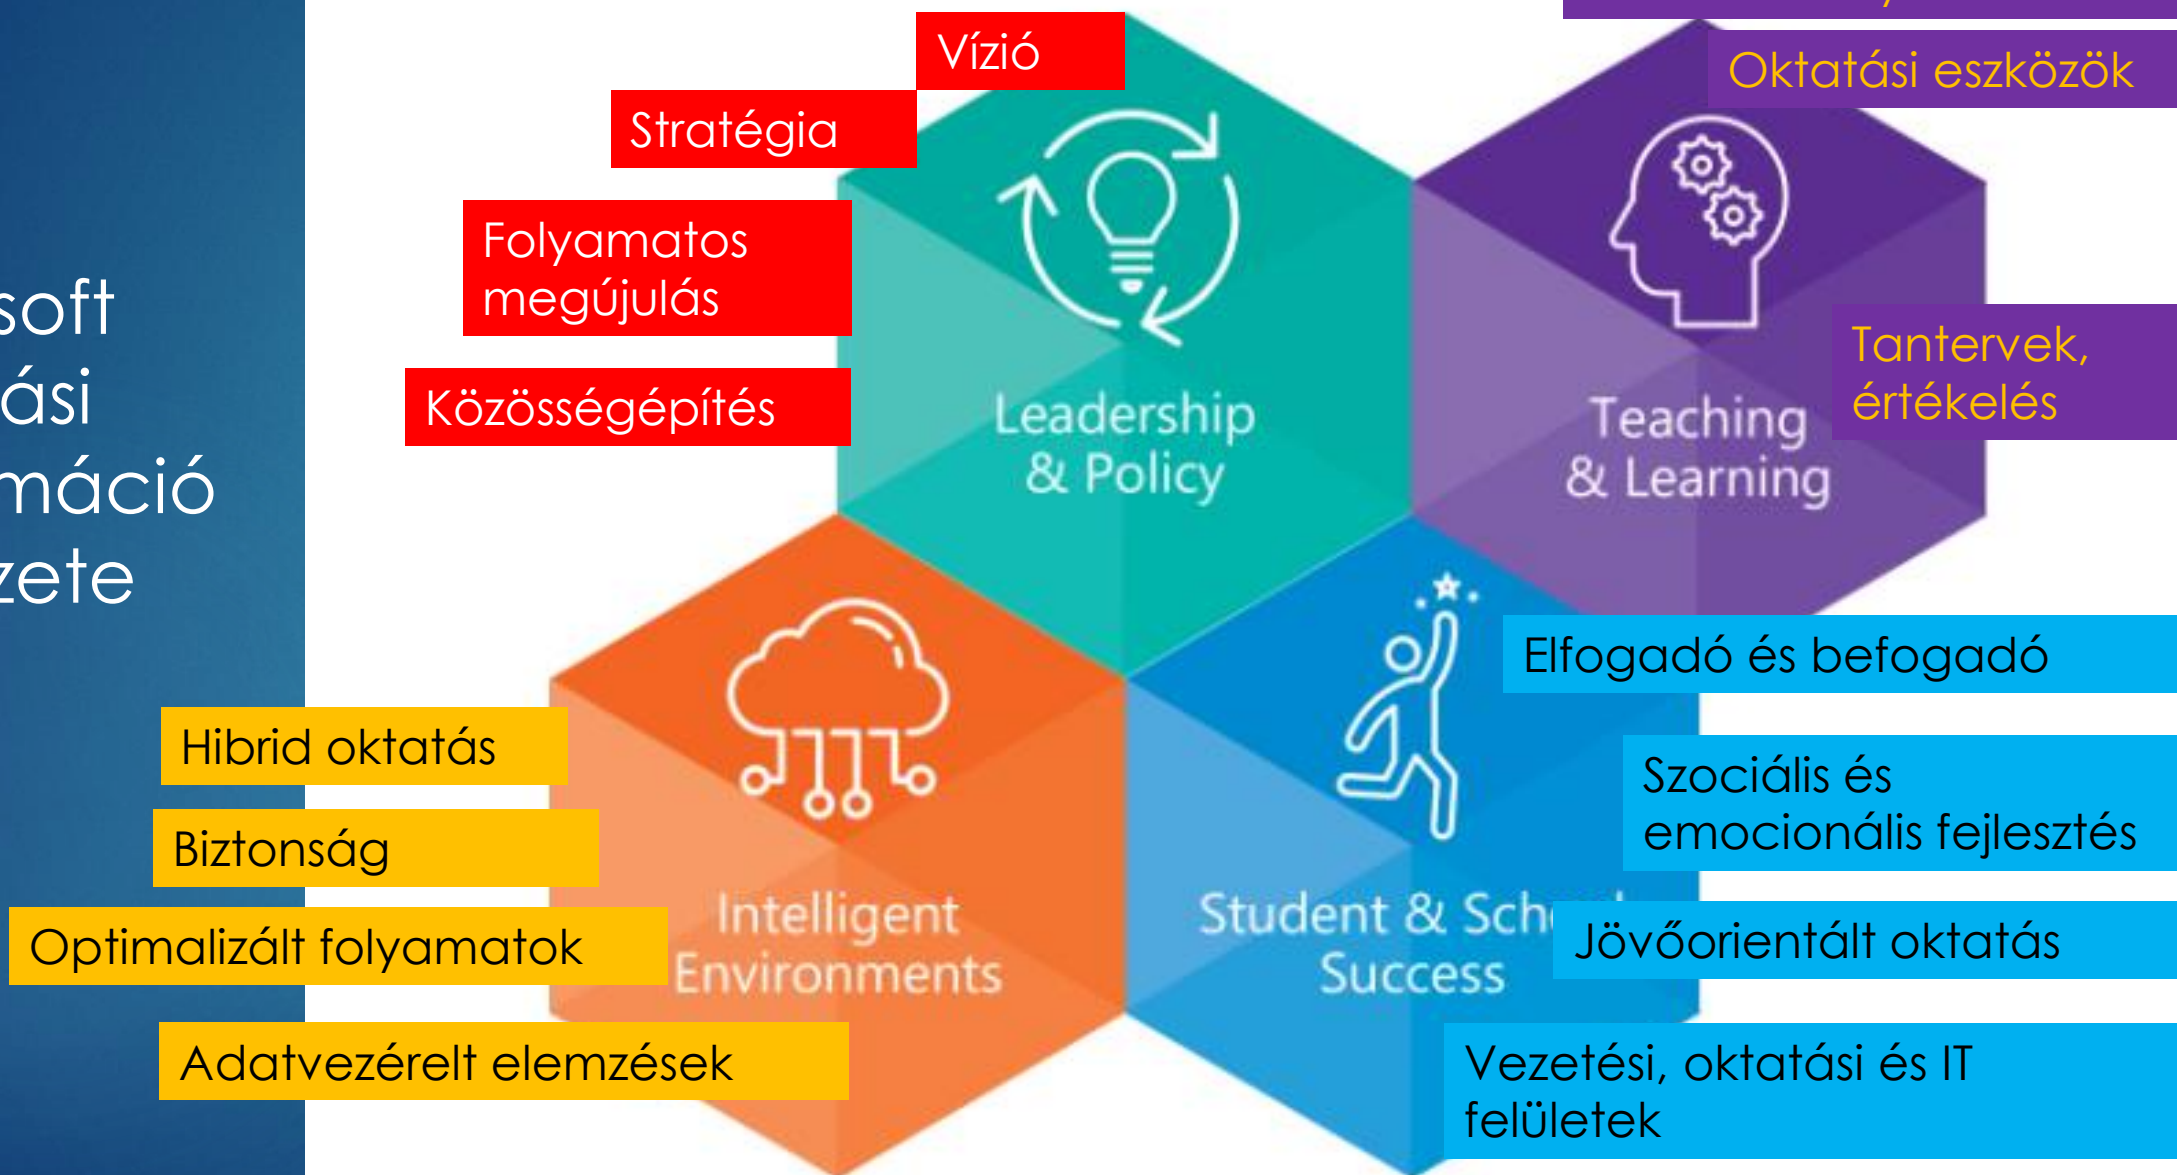 soft
ási
máció
zete
Vízió
Stratégia
Folyamatos
megújulás
Közösségépítés
Leadership
& Policy
Oktatási eszközök
Tantervek,
értékelés
Teaching
& Learning
Hibrid oktatás
Biztonság
Optimalizált folyamatok
Adatvezérelt elemzések
Intelligent
Environments
Elfogadó és befogadó
Szociális és
emocionális fejlesztés
Jövőorientált oktatás
Vezetési, oktatási és IT
felületek
Student &
Success